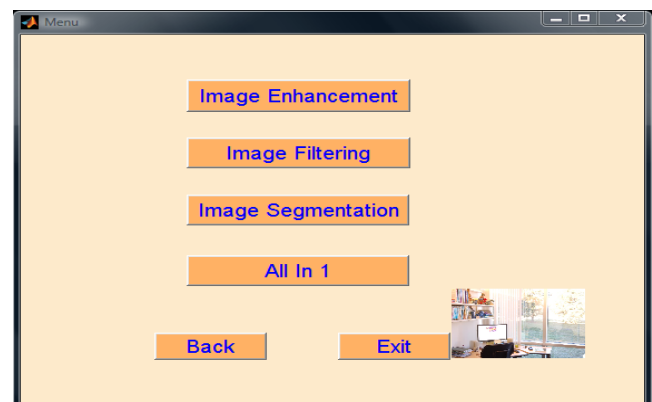 Menu
Image Enhancement
Image Filtering
Image Segmentation
All In 1
Back Exit